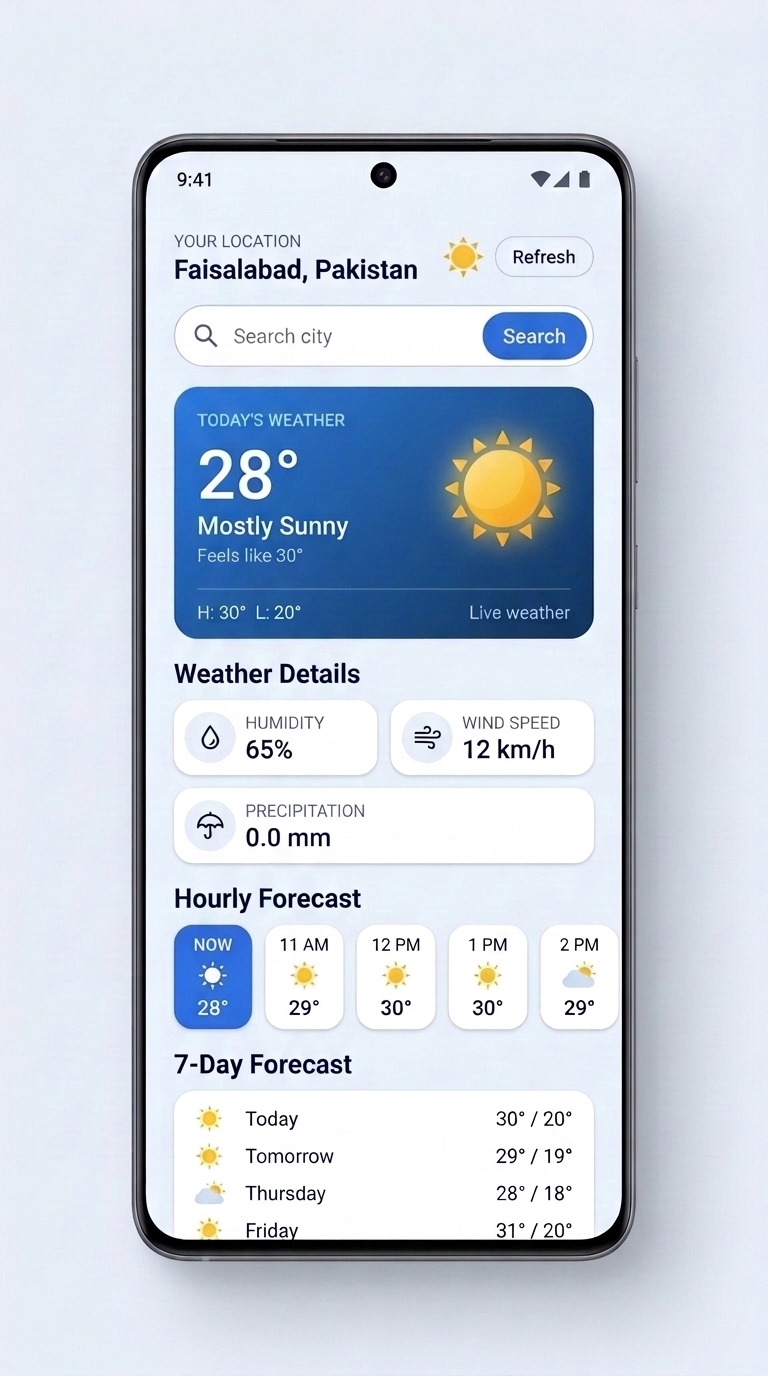 9:41
YOUR LOCATION
Faisalabad, Pakistan
Refresh
Search city
Search
TODAY'S WEATHER
28°
Mostly Sunny
Feels like 30°
H: 30° L: 20°
Live weather
Weather Details
HUMIDITY
65%
WIND SPEED
12 km/h
PRECIPITATION
0.0 mm
Hourly Forecast
NOW
28°
11 AM
29°
12 PM
30°
1 PM
30°
2 PM
29°
7-Day Forecast
Today 30° / 20°
Tomorrow 29° / 19°
Thursday 28° / 18°
Friday 31° / 20°